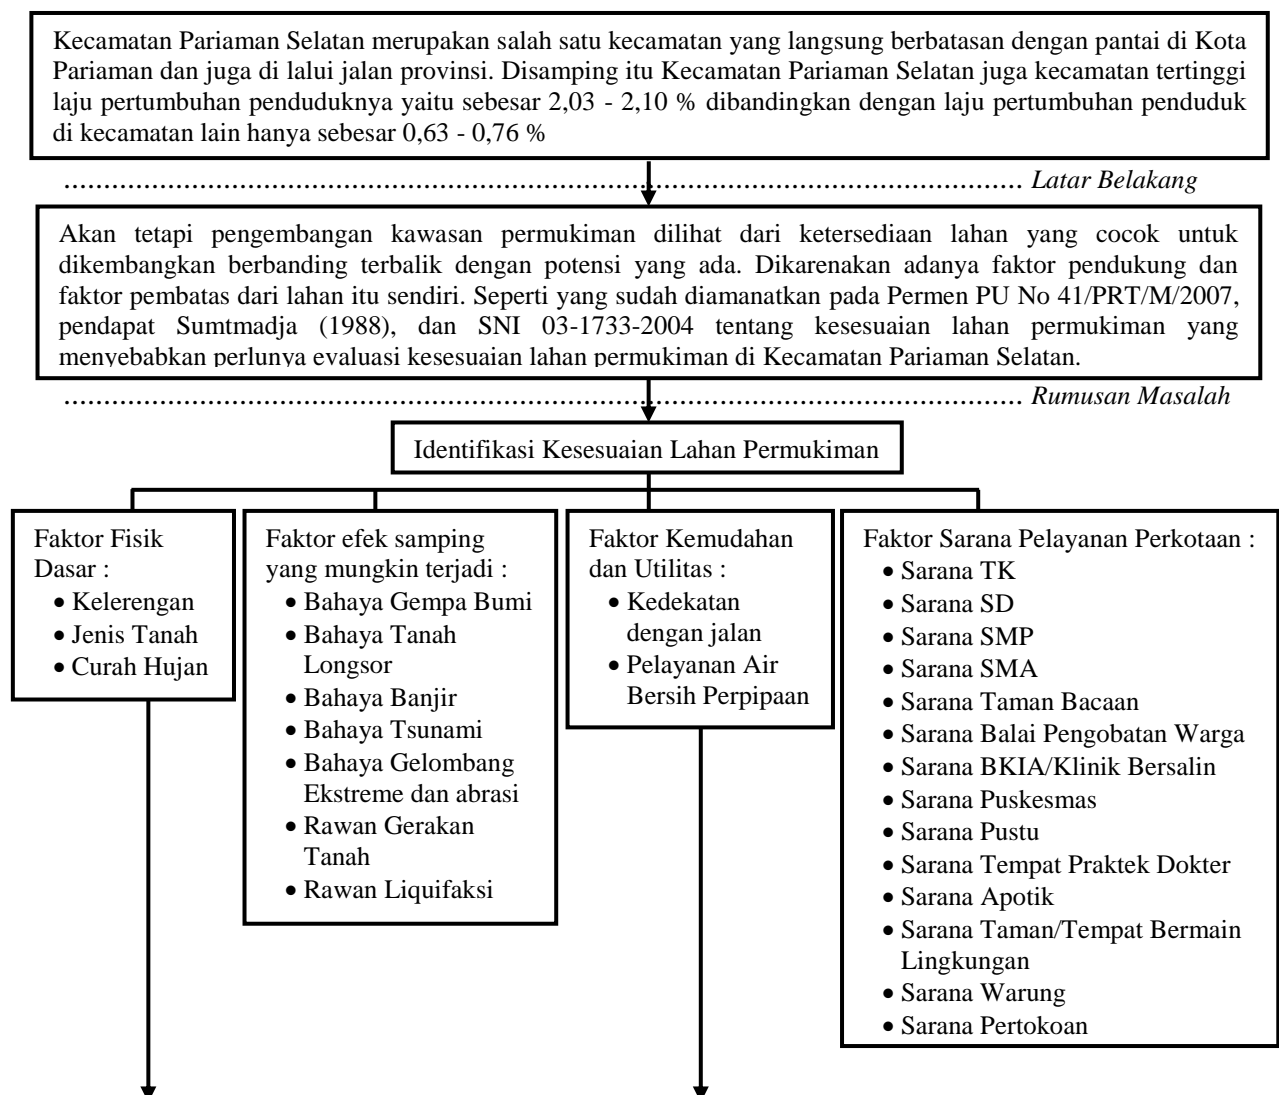 Kecamatan Pariaman Selatan merupakan salah satu kecamatan yang langsung berbatasan dengan pantai di Kota
Pariaman dan juga di lalui jalan provinsi. Disamping itu Kecamatan Pariaman Selatan juga kecamatan tertinggi
laju pertumbuhan penduduknya yaitu sebesar 2,03 - 2,10 % dibandingkan dengan laju pertumbuhan penduduk
di kecamatan lain hanya sebesar 0,63 - 0,76 %
Latar Belakang
Akan tetapi pengembangan kawasan permukiman dilihat dari ketersediaan lahan yang cocok untuk
dikembangkan berbanding terbalik dengan potensi yang ada. Dikarenakan adanya faktor pendukung dan
faktor pembatas dari lahan itu sendiri. Seperti yang sudah diamanatkan pada Permen PU No 41/PRT/M/2007,
pendapat Sumtmadja (1988), dan SNI 03-1733-2004 tentang kesesuaian lahan permukiman yang
menyebabkan perlunya evaluasi kesesuaian lahan permukiman di Kecamatan Pariaman Selatan.
Rumusan Masalah
Identifikasi Kesesuaian Lahan Permukiman
Faktor Fisik
Dasar :
• Kelerengan
• Jenis Tanah
• Curah Hujan
Faktor efek samping
yang mungkin terjadi :
• Bahaya Gempa Bumi
• Bahaya Tanah
Longsor
• Bahaya Banjir
• Bahaya Tsunami
• Bahaya Gelombang
Ekstreme dan abrasi
• Rawan Gerakan
Tanah
• Rawan Liquifaksi
Faktor Kemudahan
dan Utilitas :
• Kedekatan
dengan jalan
• Pelayanan Air
Bersih Perpipaan
Faktor Sarana Pelayanan Perkotaan :
• Sarana TK
• Sarana SD
• Sarana SMP
• Sarana SMA
• Sarana Taman Bacaan
• Sarana Balai Pengobatan Warga
• Sarana BKIA/Klinik Bersalin
• Sarana Puskesmas
• Sarana Pustu
• Sarana Tempat Praktek Dokter
• Sarana Apotik
• Sarana Taman/Tempat Bermain
Lingkungan
• Sarana Warung
• Sarana Pertokoan